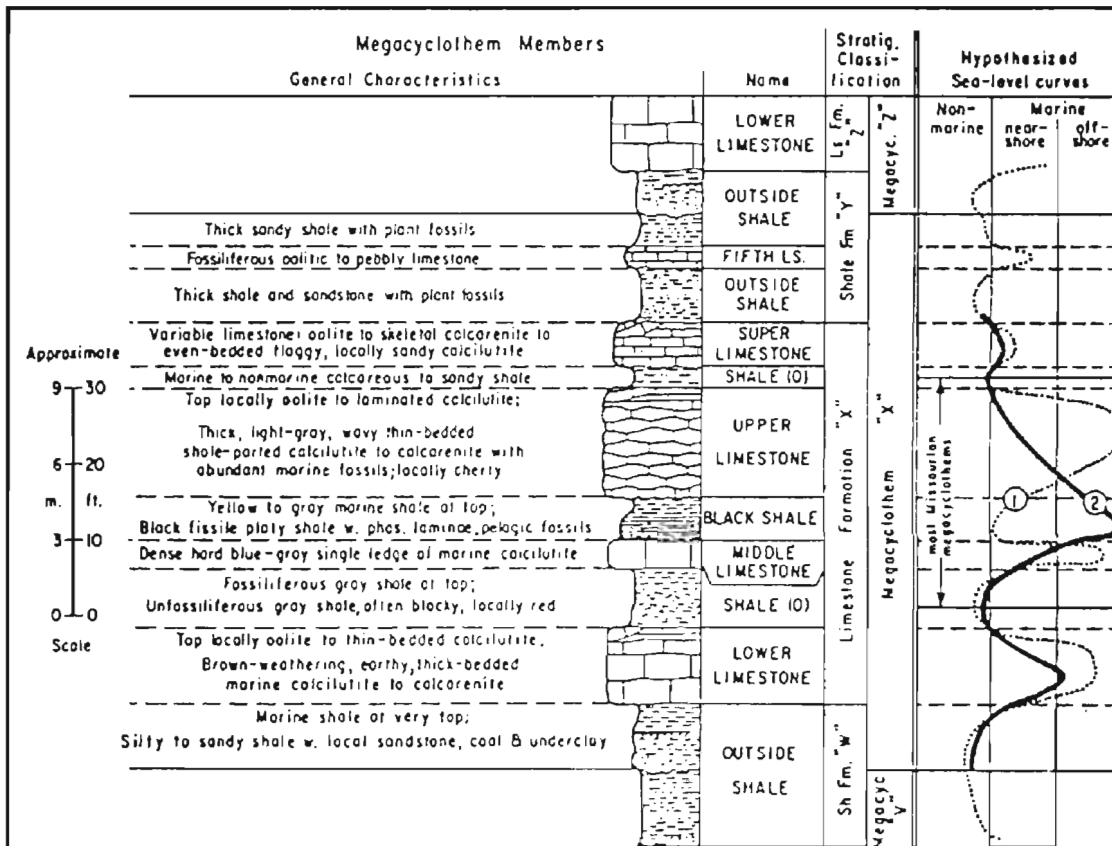 Megacyclothem Members
General Characteristics
Name
Stratig.
Classi-
fication
Hypothesized
Sea-level curves
Non-
marine
Marine
near-
shore
off-
shore
LOWER
LIMESTONE
Ls Fm.
"Z"
Megacyc. "Z"
OUTSIDE
SHALE
Thick sandy shale with plant fossils
Fossiliferous oolitic to pebbly limestone
FIFTH LS.
Shale Fm "Y"
Thick shale and sandstone with plant fossils
OUTSIDE
SHALE
Variable limestone: oolite to skeletal calcarenite to
even-bedded flaggy, locally sandy calcilutite
SUPER
LIMESTONE
Marine to nonmarine calcareous to sandy shale
SHALE (O)
Top locally oolite to laminated calcilutite;
Thick, light-gray, wavy thin-bedded
shale-parted calcilutite to calcarenite with
abundant marine fossils; locally cherty
UPPER
LIMESTONE
Yellow to gray marine shale at top;
Black fissile platy shale w. phos. laminae, pelagic fossils
BLACK SHALE
Dense hard blue-gray single ledge of marine calcilutite
MIDDLE
LIMESTONE
Fossiliferous gray shale at top;
Unfossiliferous gray shale, often blocky, locally red
SHALE (O)
Top locally oolite to thin-bedded calcilutite.
Brown-weathering, earthy, thick-bedded
marine calcilutite to calcarenite
LOWER
LIMESTONE
Limestone Formation "X"
Megacyclothem "X"
Marine shale at very top;
Silty to sandy shale w. local sandstone, coal & underclay
OUTSIDE
SHALE
Sh Fm. "W"
Megacyc
"V"
most Missourian
megacyclothems
1
2
Approximate
9 30
6 20
m. ft.
3 10
0 0
Scale